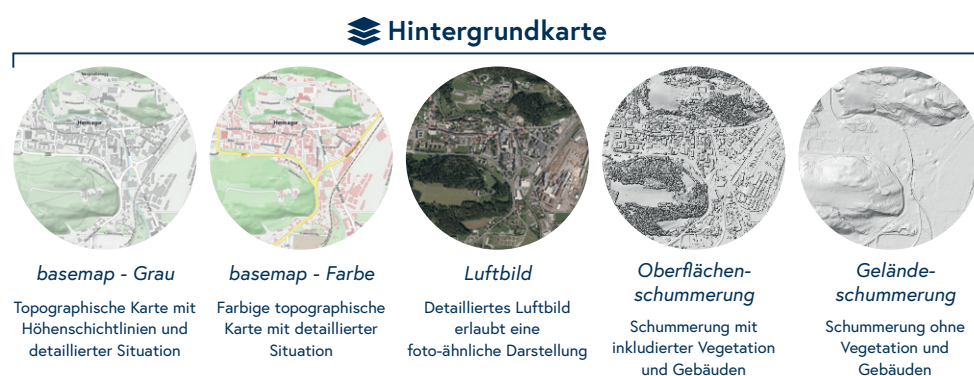 Hintergrundkarte
Hermagor
Hermagor
basemap - Grau
Topographische Karte mit
Höhenschichtlinien und
detaillierter Situation
basemap - Farbe
Farbige topographische
Karte mit detaillierter
Situation
Luftbild
Detailliertes Luftbild
erlaubt eine
foto-ähnliche Darstellung
Oberflächen-
schummerung
Schummerung mit
inkludierter Vegetation
und Gebäuden
Gelände-
schummerung
Schummerung ohne
Vegetation und
Gebäuden